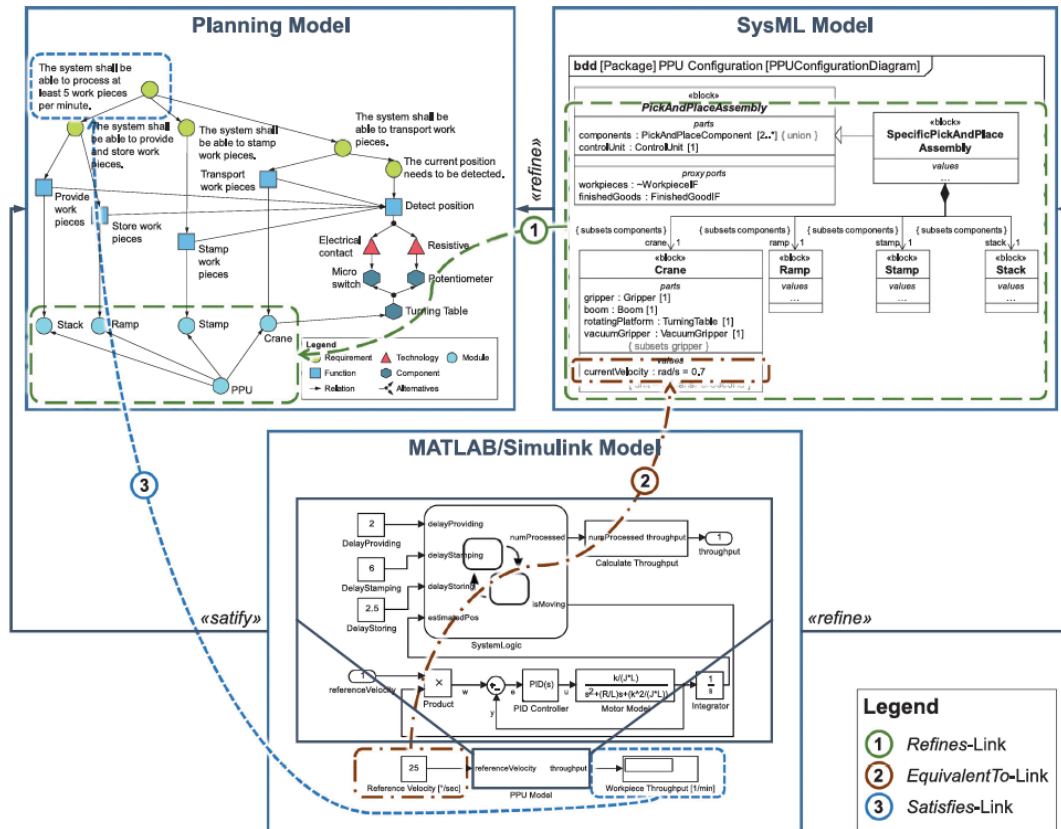 Planning Model
The system shall be
able to process at
least 5 work pieces
per minute.
The system shall
be able to provide
and store work
pieces.
The system
shall be
able to stamp
work pieces.
The system shall
be able to transport work
pieces.
The current position
needs to be detected.
Provide
work
pieces
Store work
pieces
Stamp
work
pieces
Transport
work pieces
Detect position
Electrical
contact
Resistive
Micro
switch
Potentiometer
Turning Table
Stack
Ramp
Stamp
Crane
PPU
Legend
Requirement
Technology
Module
Function
Component
Relation
Alternatives
«refine»
1
SysML Model
bdd [Package] PPU Configuration [PPUConfigurationDiagram]
«block»
PickAndPlaceAssembly
parts
components : PickAndPlaceComponent [2..*] { union }
controlUnit : ControlUnit [1]
proxy ports
workpieces : ~WorkpieceIF
finishedGoods : FinishedGoodIF
«block»
SpecificPickAndPlace
Assembly
values
...
{ subsets components }
{ subsets components }
{ subsets components }
{ subsets components }
crane
1
ramp
1
stamp
1
stack
1
«block»
Crane
parts
gripper : Gripper [1]
boom : Boom [1]
rotatingPlatform : TurningTable [1]
vacuumGripper : VacuumGripper [1]
{ subsets gripper }
values
currentVelocity : rad/s = 0.7
«block»
Ramp
values
...
«block»
Stamp
values
...
«block»
Stack
values
...
MATLAB/Simulink Model
3
2
2
DelayProviding
6
DelayStamping
2.5
DelayStoring
delayProviding
delayStamping
delayStoring
estimatedPos
numProcessed
isMoving
SystemLogic
numProcessed throughput
Calculate Throughput
1
throughput
«satify»
«refine»
1
referenceVelocity
×
Product
w
e
y
PID(s)
PID Controller
u
k/(J*L)
s²+(R/L)s+(k^2/(J*L))
Motor Model
1
s
Integrator
25
Reference Velocity [°/sec]
referenceVelocity
throughput
PPU Model
Workpiece Throughput [1/min]
Legend
1 Refines-Link
2 EquivalentTo-Link
3 Satisfies-Link